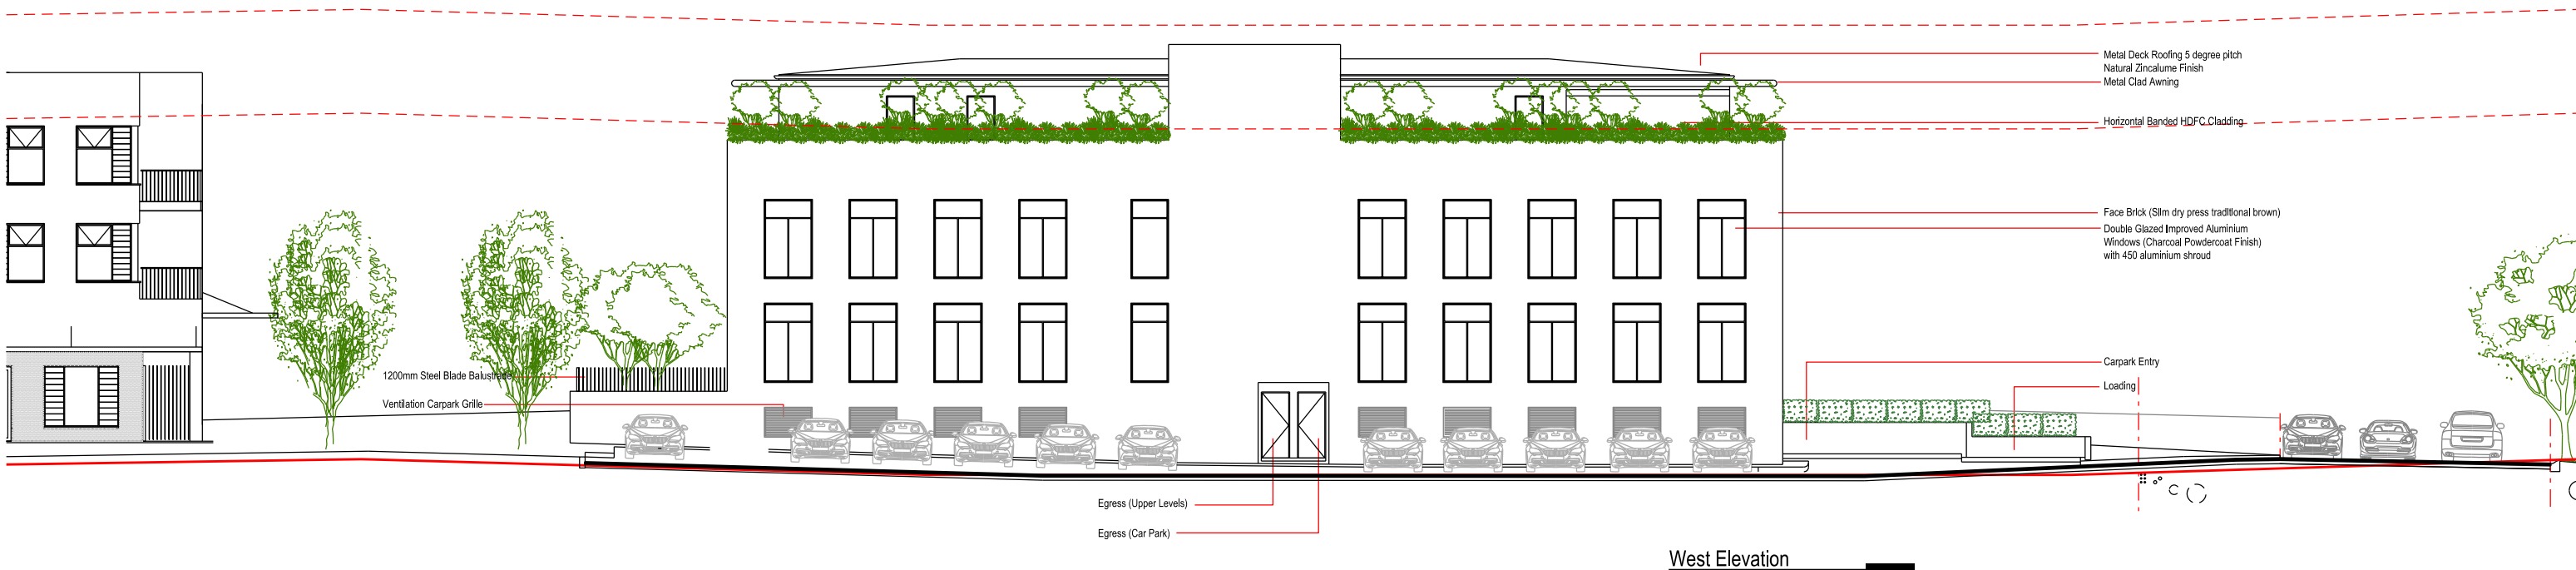 Metal Deck Roofing 5 degree pitch
Natural Zincalume Finish
Metal Clad Awning
Horizontal Banded HDFC Cladding
Face Brick (Slim dry press traditional brown)
Double Glazed Improved Aluminium
Windows (Charcoal Powdercoat Finish)
with 450 aluminium shroud
1200mm Steel Blade Balustrade
Ventilation Carpark Grille
Carpark Entry
Loading
Egress (Upper Levels)
Egress (Car Park)
West Elevation